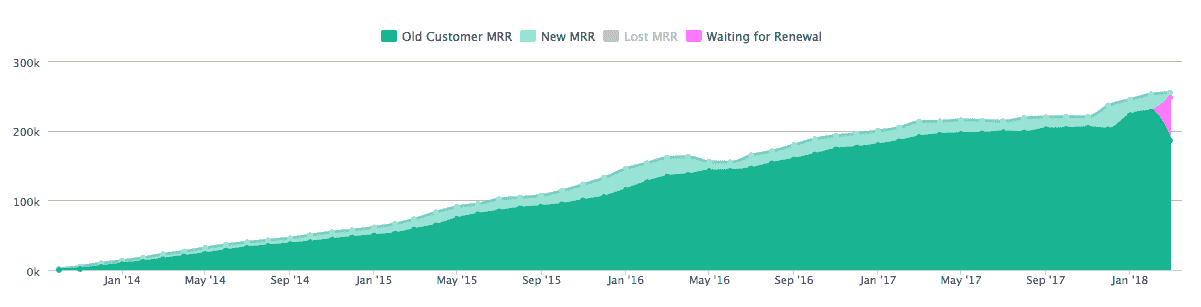 Old Customer MRR New MRR Lost MRR Waiting for Renewal
300k
200k
100k
0k
Jan '14 May '14 Sep '14 Jan '15 May '15 Sep '15 Jan '16 May '16 Sep '16 Jan '17 May '17 Sep '17 Jan '18